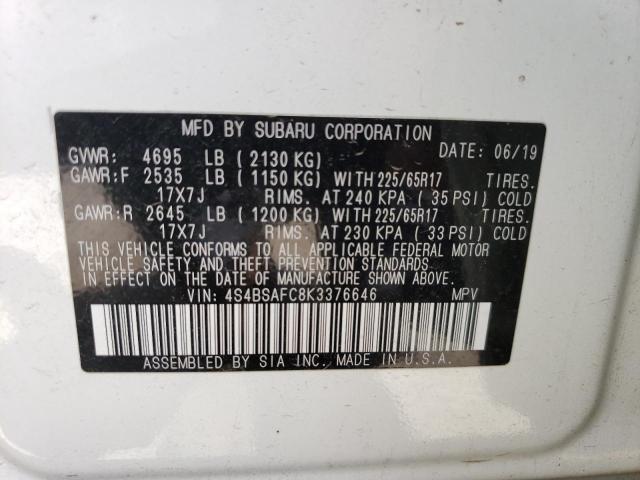 MFD BY SUBARU CORPORATION
GVWR: 4695 LB ( 2130 KG) DATE: 06/19
GAWR:F 2535 LB ( 1150 KG) WITH 225/65R17 TIRES.
17X7J RIMS. AT 240 KPA ( 35 PSI) COLD
GAWR:R 2645 LB ( 1200 KG) WITH 225/65R17 TIRES.
17X7J RIMS. AT 230 KPA ( 33 PSI) COLD
THIS VEHICLE CONFORMS TO ALL APPLICABLE FEDERAL MOTOR
VEHICLE SAFETY AND THEFT PREVENTION STANDARDS
IN EFFECT ON THE DATE OF MANUFACTURE SHOWN ABOVE.
VIN: 4S4BSAFC8K3376646 MPV
ASSEMBLED BY SIA INC. MADE IN U.S.A.